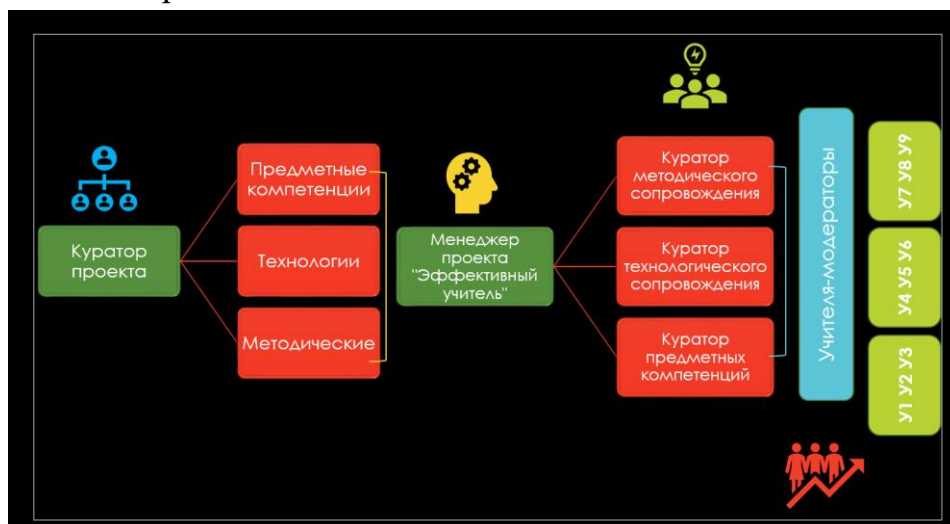 Куратор
проекта
Предметные
компетенции
Технологии
Методические
Менеджер
проекта
"Эффективный
учитель"
Куратор
методического
сопровождения
Куратор
технологического
сопровождения
Куратор
предметных
компетенций
Учителя-модераторы
У7 У8 У9
У4 У5 У6
У1 У2 У3